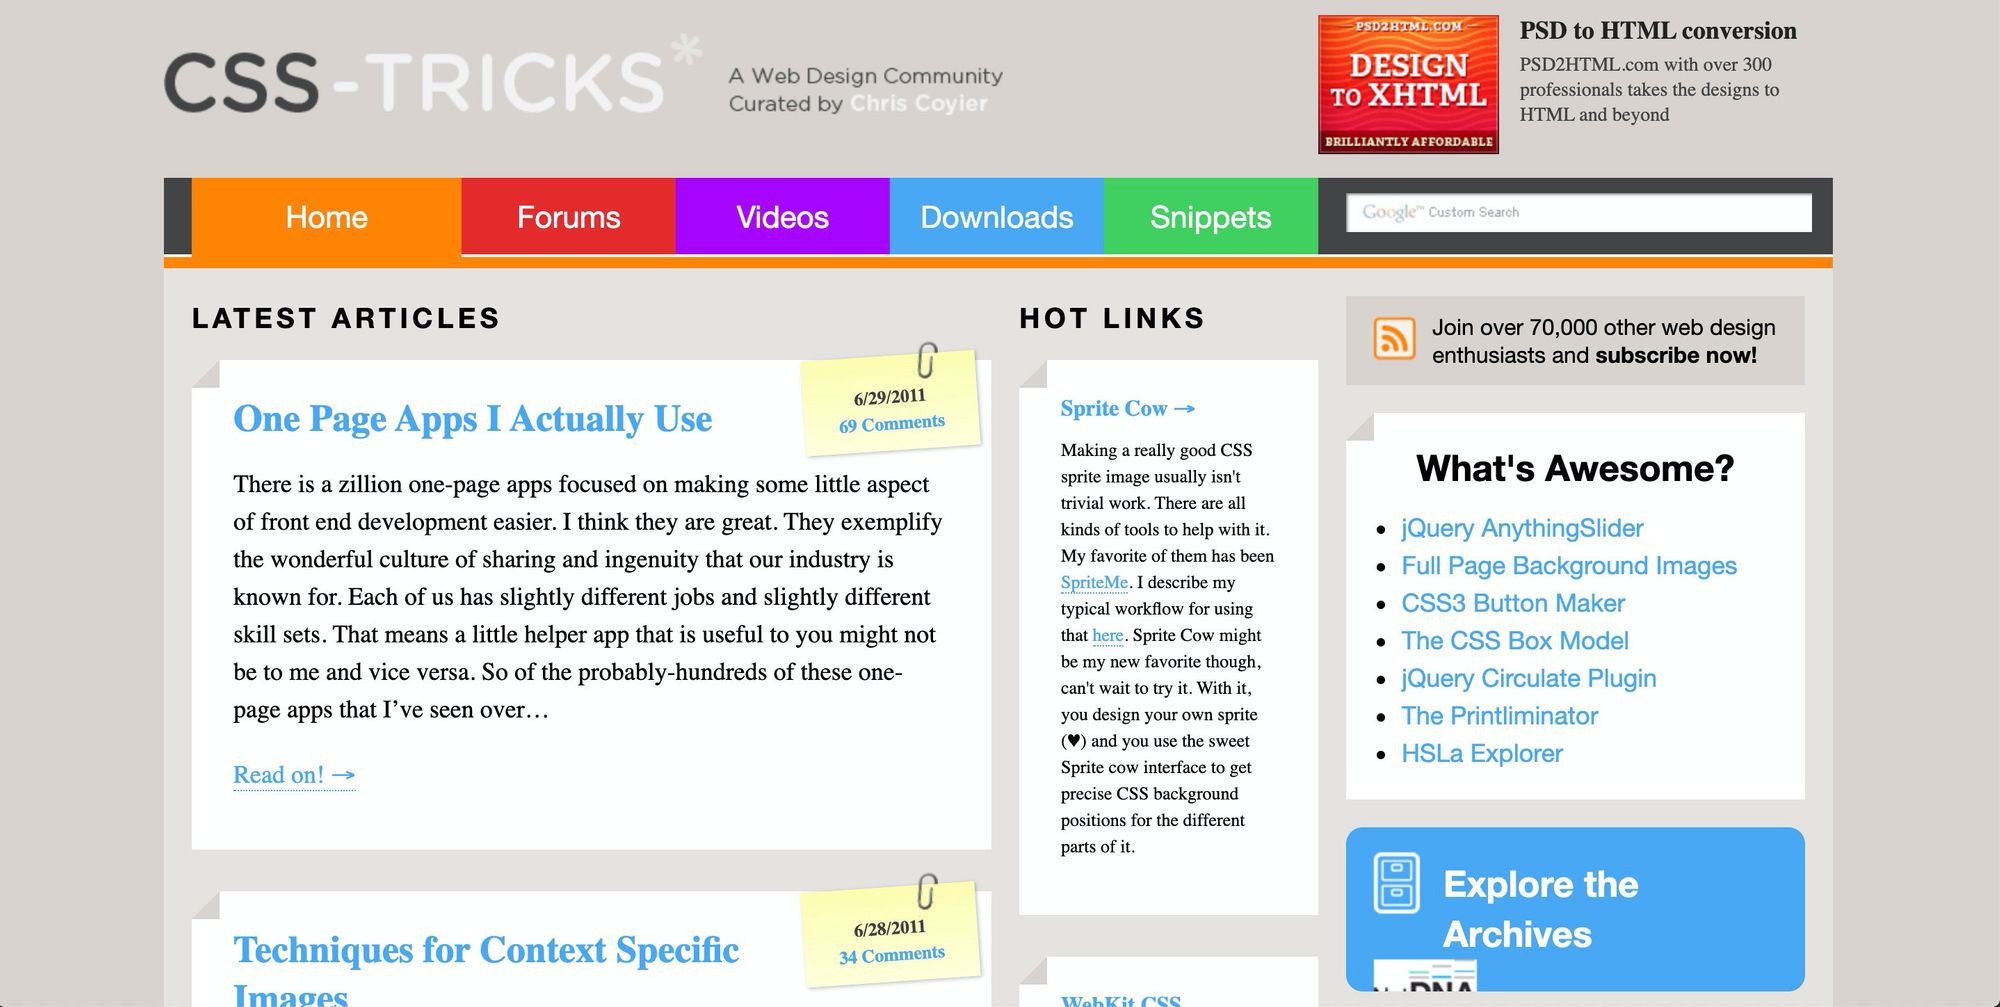 CSS-TRICKS*
A Web Design Community
Curated by Chris Coyier
PSD2HTML.COM
DESIGN
TO XHTML
BRILLIANTLY AFFORDABLE
PSD to HTML conversion
PSD2HTML.com with over 300
professionals takes the designs to
HTML and beyond
Home
Forums
Videos
Downloads
Snippets
Google™ Custom Search
LATEST ARTICLES
One Page Apps I Actually Use
6/29/2011
69 Comments
There is a zillion one-page apps focused on making some little aspect
of front end development easier. I think they are great. They exemplify
the wonderful culture of sharing and ingenuity that our industry is
known for. Each of us has slightly different jobs and slightly different
skill sets. That means a little helper app that is useful to you might not
be to me and vice versa. So of the probably-hundreds of these one-
page apps that I’ve seen over…
Read on! →
Techniques for Context Specific
Images
6/28/2011
34 Comments
HOT LINKS
Sprite Cow →
Making a really good CSS
sprite image usually isn't
trivial work. There are all
kinds of tools to help with it.
My favorite of them has been
SpriteMe. I describe my
typical workflow for using
that here. Sprite Cow might
be my new favorite though,
can't wait to try it. With it,
you design your own sprite
(♥) and you use the sweet
Sprite cow interface to get
precise CSS background
positions for the different
parts of it.
WebKit CSS
Join over 70,000 other web design
enthusiasts and subscribe now!
What's Awesome?
• jQuery AnythingSlider
• Full Page Background Images
• CSS3 Button Maker
• The CSS Box Model
• jQuery Circulate Plugin
• The Printliminator
• HSLa Explorer
Explore the
Archives